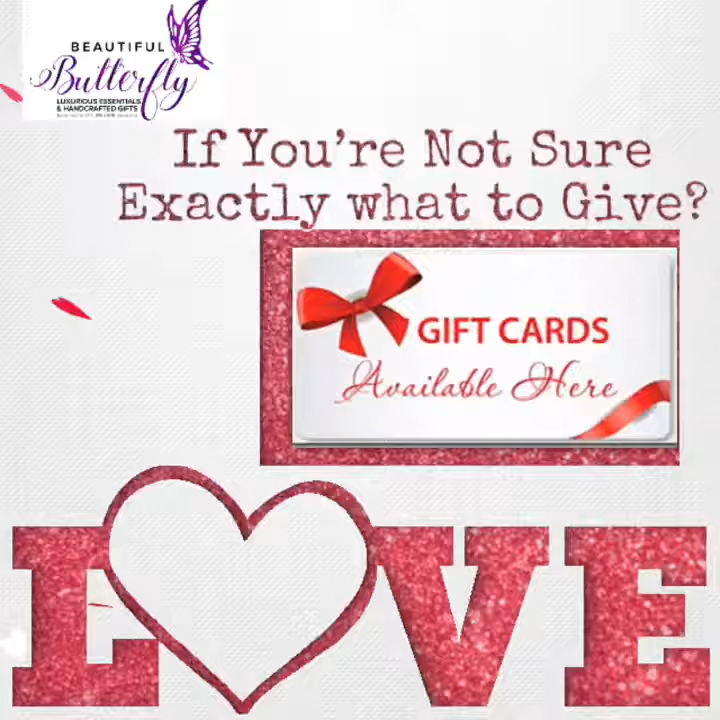 BEAUTIFUL
Butterfly
LUXURIOUS ESSENTIALS
& HANDCRAFTED GIFTS
If You're Not Sure
Exactly what to Give?
GIFT CARDS
Available Here
LOVE